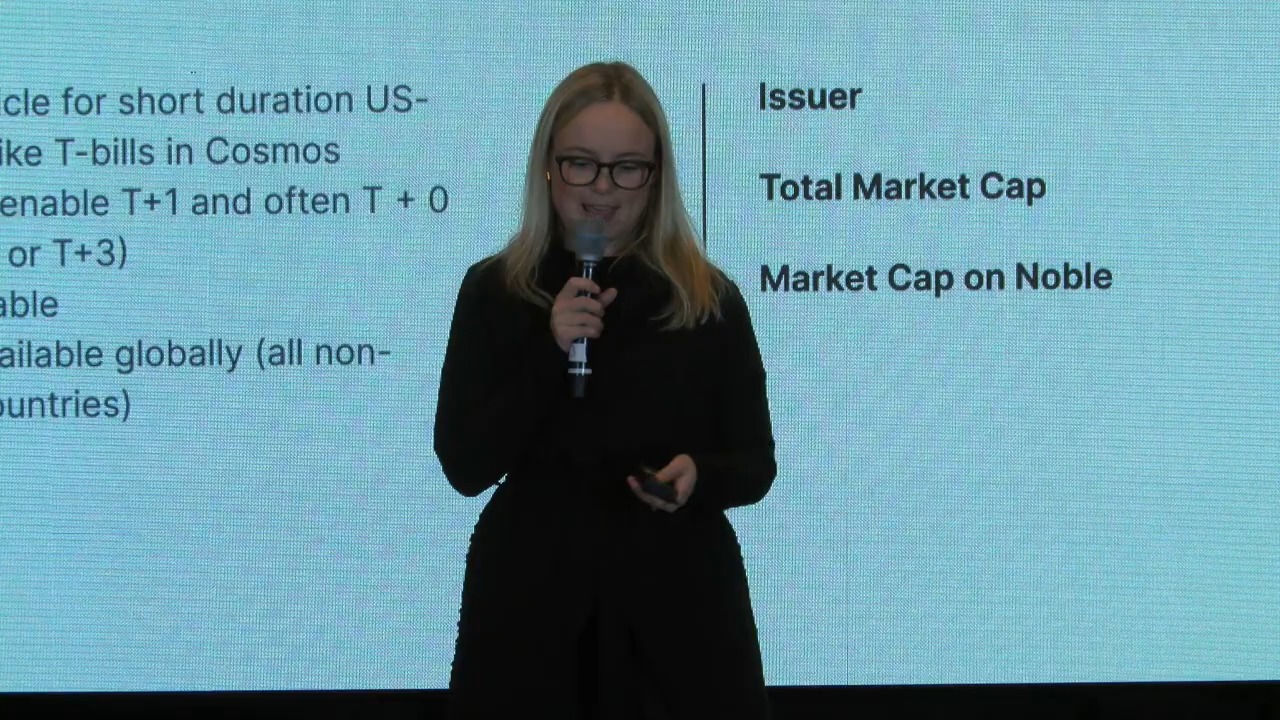 cle for short duration US-
ike T-bills in Cosmos
enable T+1 and often T + 0
or T+3)
able
ailable globally (all non-
ountries)
Issuer
Total Market Cap
Market Cap on Noble